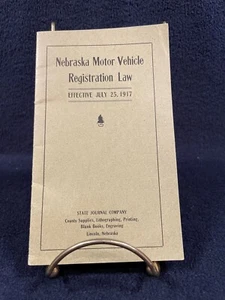 Nebraska Motor Vehicle
Registration Law
EFFECTIVE JULY 25, 1917
STATE JOURNAL COMPANY
County Supplies, Lithographing, Printing,
Blank Books, Engraving
Lincoln, Nebraska